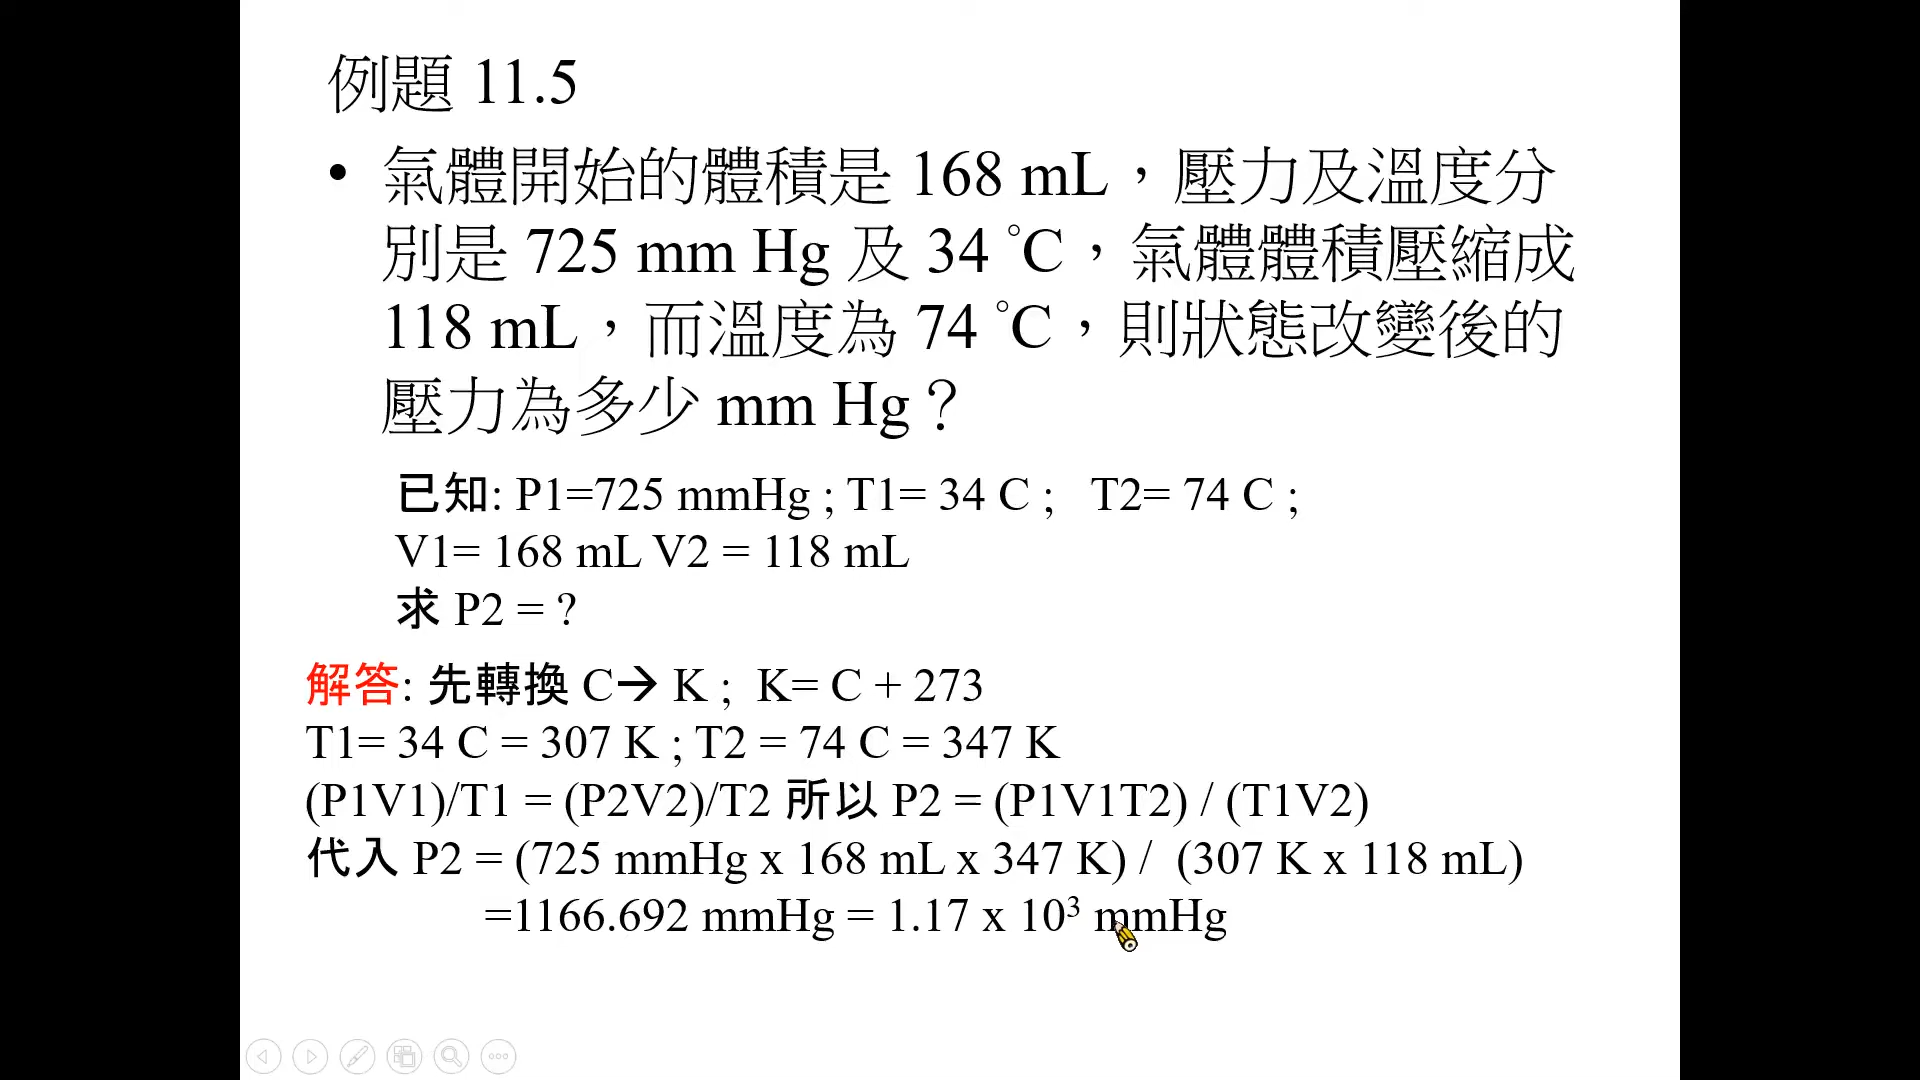 例題 11.5
• 氣體開始的體積是 168 mL，壓力及溫度分
別是 725 mm Hg 及 34 °C，氣體體積壓縮成
118 mL，而溫度為 74 °C，則狀態改變後的
壓力為多少 mm Hg？
已知: P1=725 mmHg ; T1= 34 C ; T2= 74 C ;
V1= 168 mL V2 = 118 mL
求 P2 = ?
解答: 先轉換 C→ K ; K= C + 273
T1= 34 C = 307 K ; T2 = 74 C = 347 K
(P1V1)/T1 = (P2V2)/T2 所以 P2 = (P1V1T2) / (T1V2)
代入 P2 = (725 mmHg x 168 mL x 347 K) / (307 K x 118 mL)
=1166.692 mmHg = 1.17 x 10³ mmHg